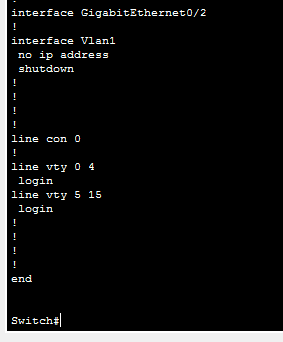 interface GigabitEthernet0/2
!
interface Vlan1
 no ip address
 shutdown
!
!
!
!
line con 0
!
line vty 0 4
 login
line vty 5 15
 login
!
!
!
!
end
Switch#